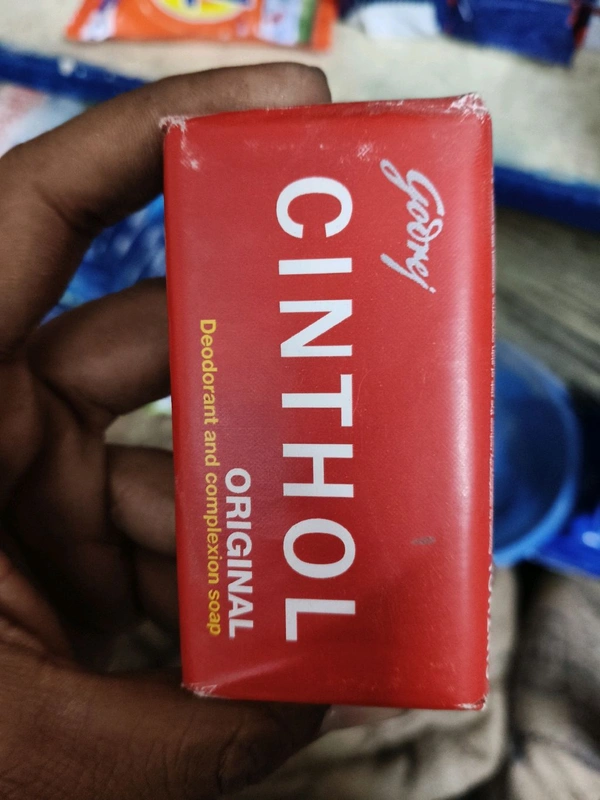 Godrej
CINTHOL
ORIGINAL
Deodorant and complexion soap